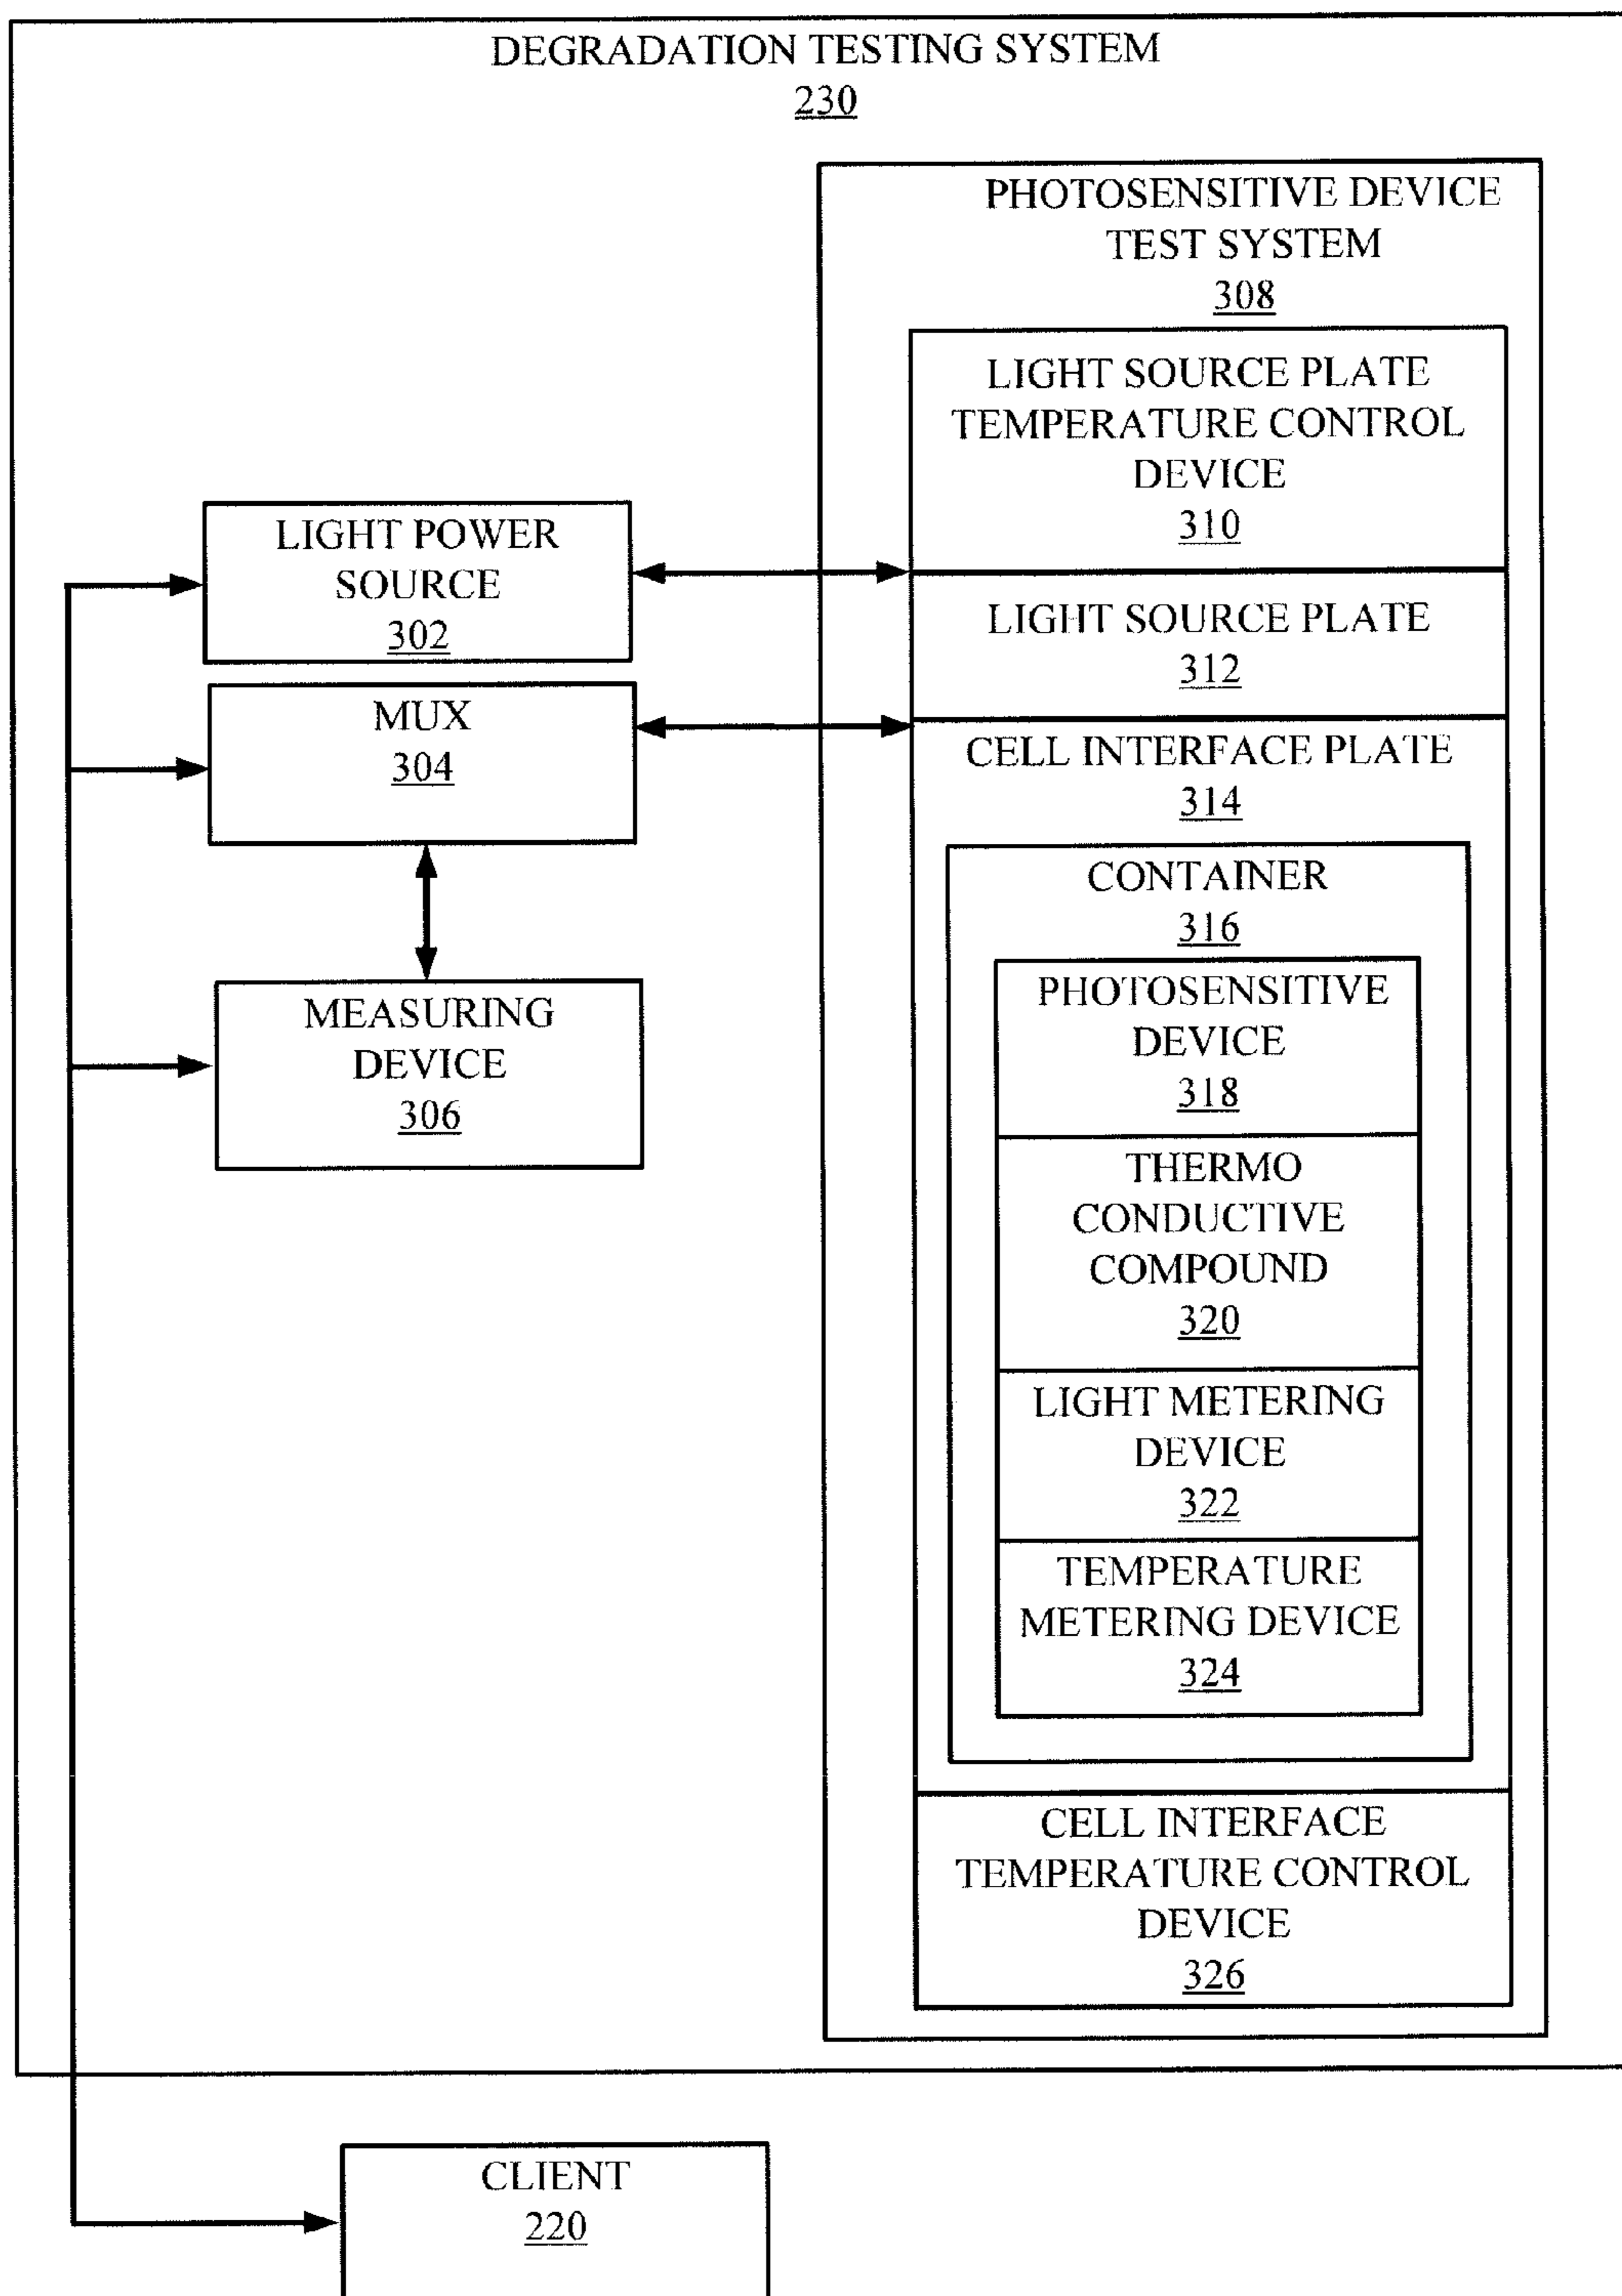 DEGRADATION TESTING SYSTEM
230
PHOTOSENSITIVE DEVICE
TEST SYSTEM
308
LIGHT SOURCE PLATE
TEMPERATURE CONTROL
DEVICE
310
LIGHT POWER
SOURCE
302
LIGHT SOURCE PLATE
312
MUX
304
CELL INTERFACE PLATE
314
CONTAINER
316
MEASURING
DEVICE
306
PHOTOSENSITIVE
DEVICE
318
THERMO
CONDUCTIVE
COMPOUND
320
LIGHT METERING
DEVICE
322
TEMPERATURE
METERING DEVICE
324
CELL INTERFACE
TEMPERATURE CONTROL
DEVICE
326
CLIENT
220